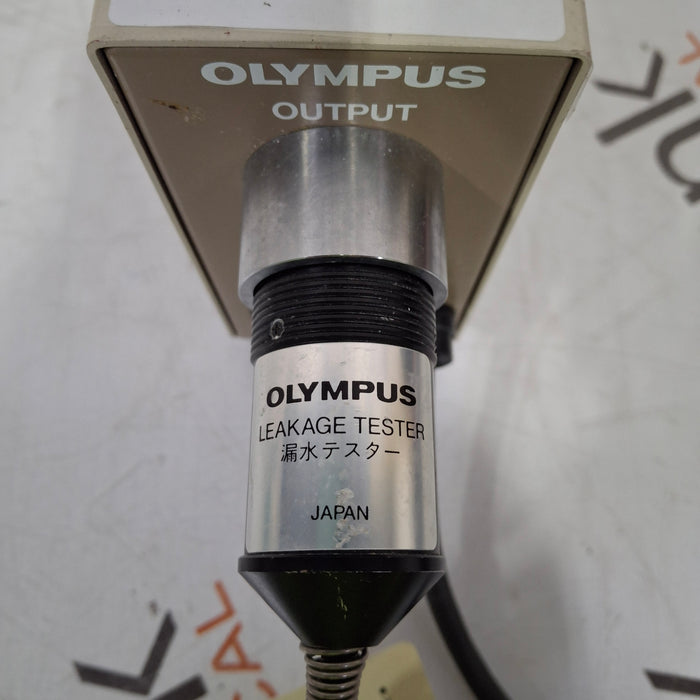 OLYMPUS
OUTPUT
OLYMPUS
LEAKAGE TESTER
漏水テスター
JAPAN